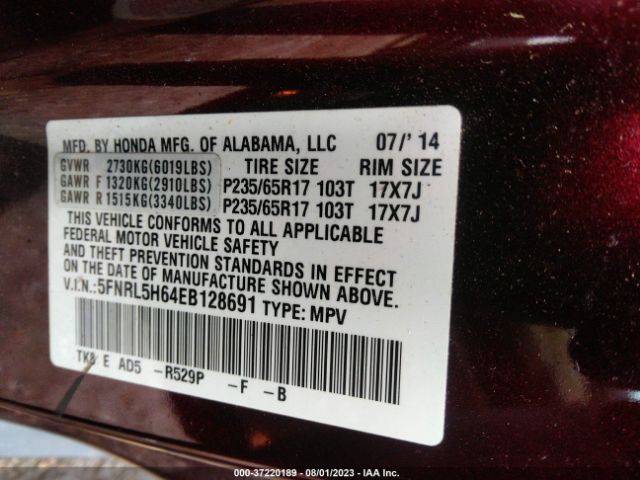 MFD. BY HONDA MFG. OF ALABAMA, LLC 07/'14
GVWR 2730KG(6019LBS) TIRE SIZE RIM SIZE
GAWR F 1320KG(2910LBS) P235/65R17 103T 17X7J
GAWR R 1515KG(3340LBS) P235/65R17 103T 17X7J
THIS VEHICLE CONFORMS TO ALL APPLICABLE
FEDERAL MOTOR VEHICLE SAFETY
AND THEFT PREVENTION STANDARDS IN EFFECT
ON THE DATE OF MANUFACTURE SHOWN ABOVE.
V.I.N.:5FNRL5H64EB128691 TYPE: MPV
TK8 E AD5 -R529P -F -B
000-37220189 - 08/01/2023 - IAA Inc.